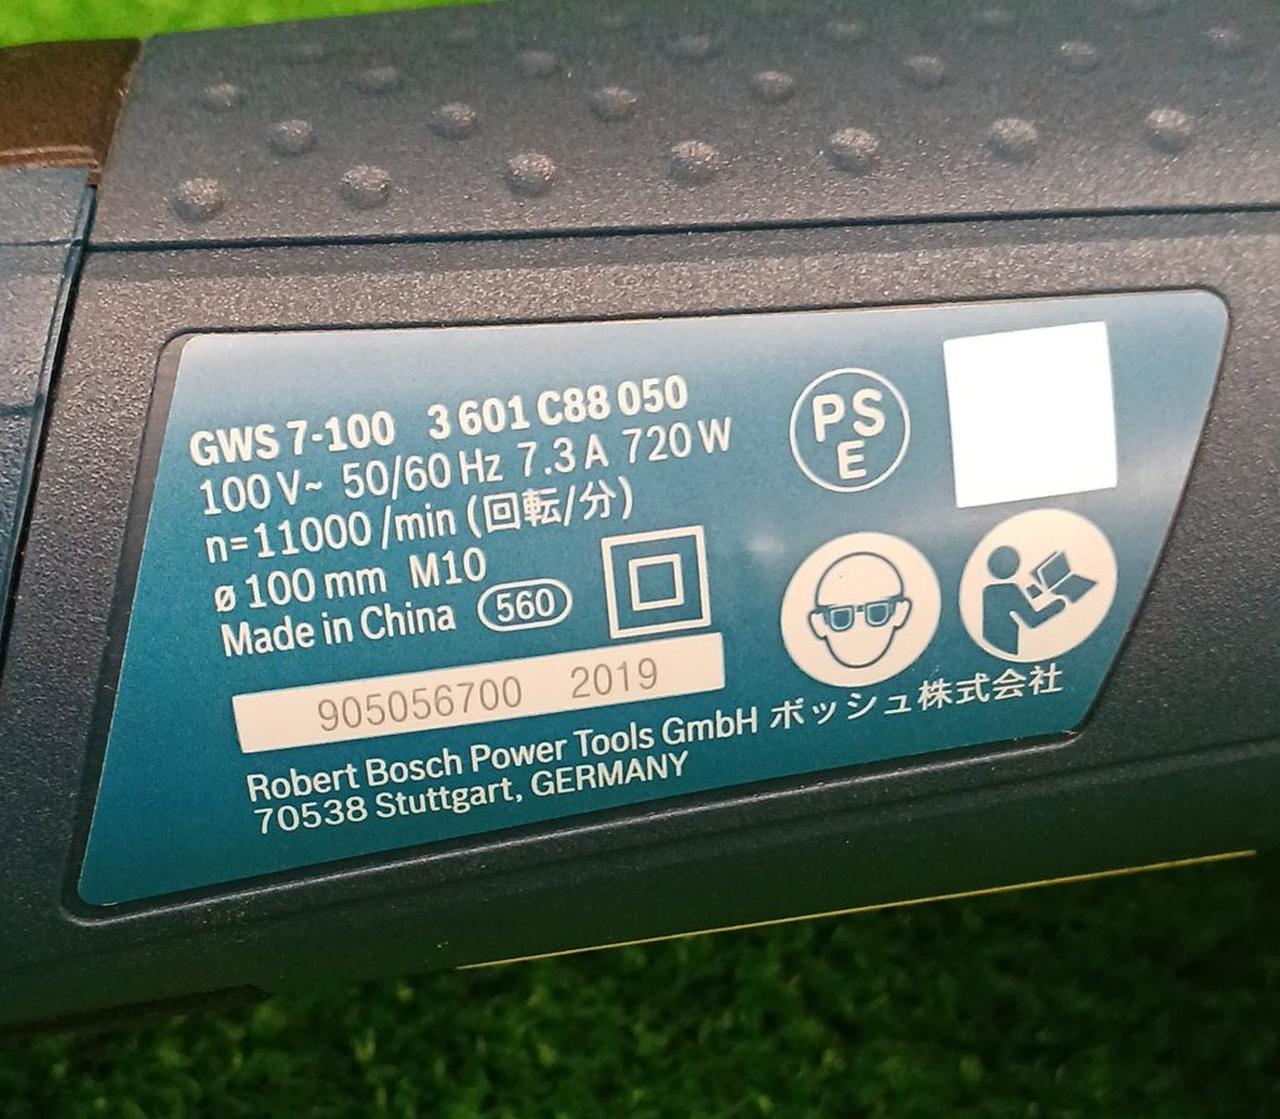 GWS 7-100 3 601 C88 050
100 V~ 50/60 Hz 7.3 A 720 W
n=11000 /min (回転/分)
ø 100 mm M10
Made in China 560
PS
E
905056700 2019
Robert Bosch Power Tools GmbH ボッシュ株式会社
70538 Stuttgart, GERMANY